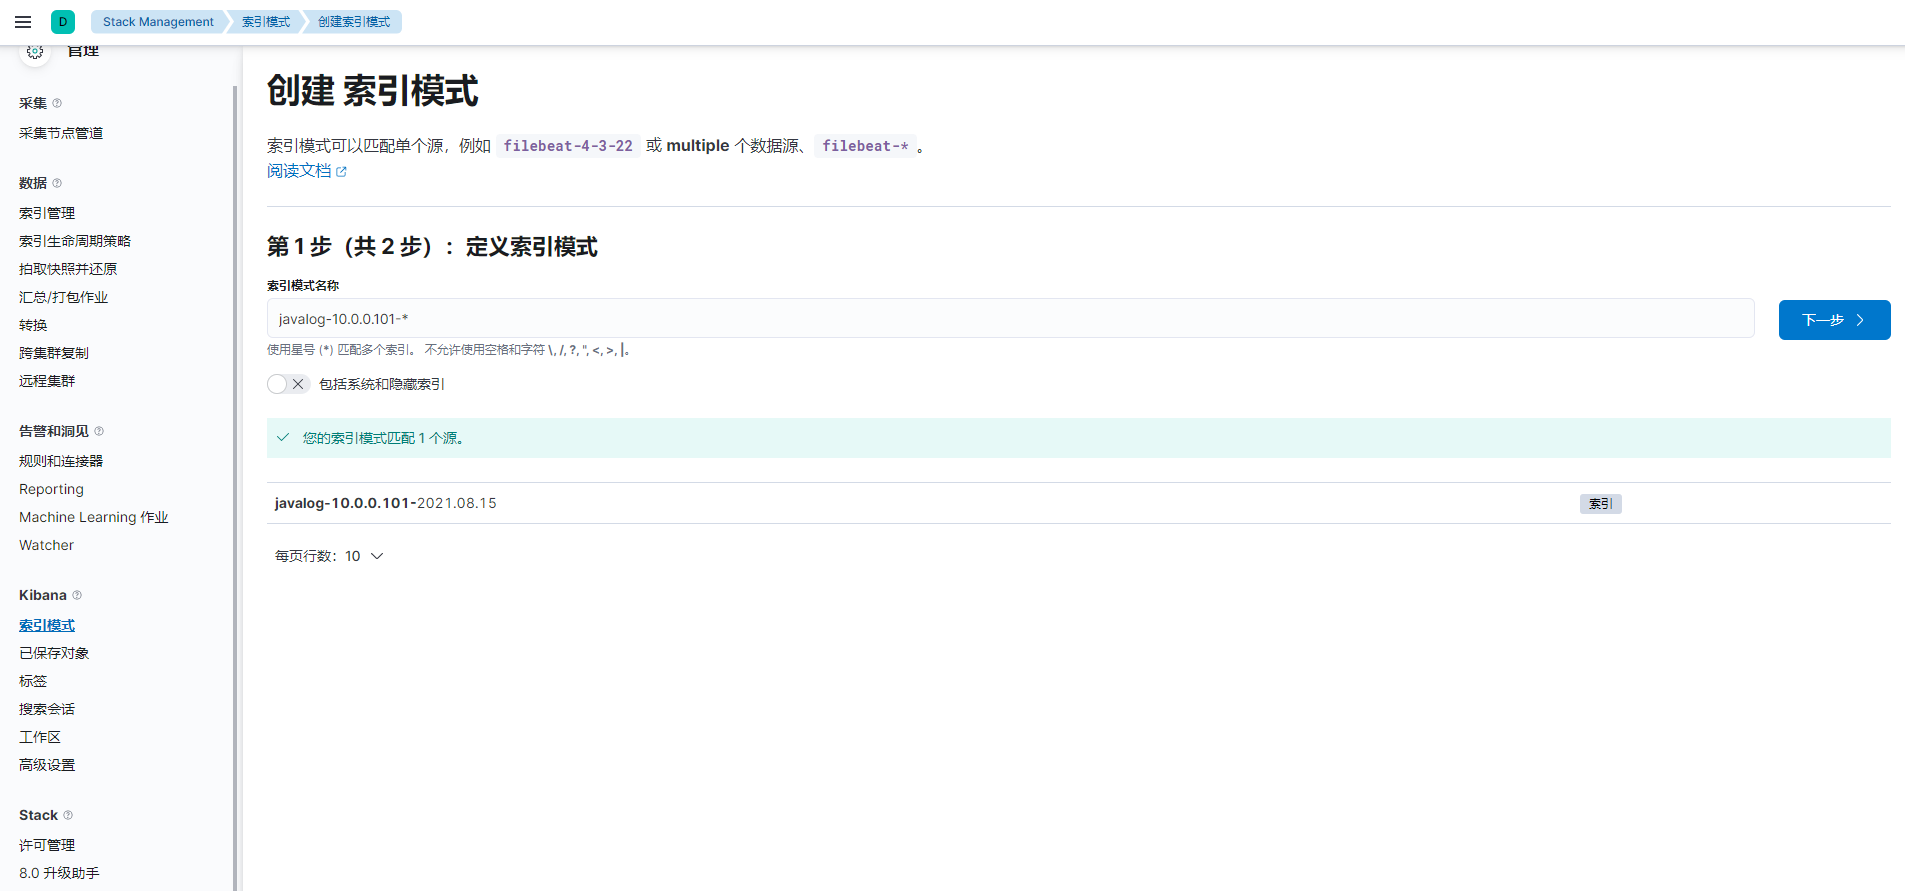 D Stack Management 索引模式 创建索引模式
管理
采集
采集节点管道
数据
索引管理
索引生命周期策略
拍取快照并还原
汇总/打包作业
转换
跨集群复制
远程集群
告警和洞见
规则和连接器
Reporting
Machine Learning 作业
Watcher
Kibana
索引模式
已保存对象
标签
搜索会话
工作区
高级设置
Stack
许可管理
8.0 升级助手
创建 索引模式
索引模式可以匹配单个源，例如 filebeat-4-3-22 或 multiple 个数据源、 filebeat-* 。
阅读文档
第 1 步（共 2 步）：定义索引模式
索引模式名称
javalog-10.0.0.101-*
下一步
使用星号 (*) 匹配多个索引。 不允许使用空格和字符 \, /, ?, ", <, >, |。
包括系统和隐藏索引
您的索引模式匹配 1 个源。
javalog-10.0.0.101-2021.08.15 索引
每页行数：10